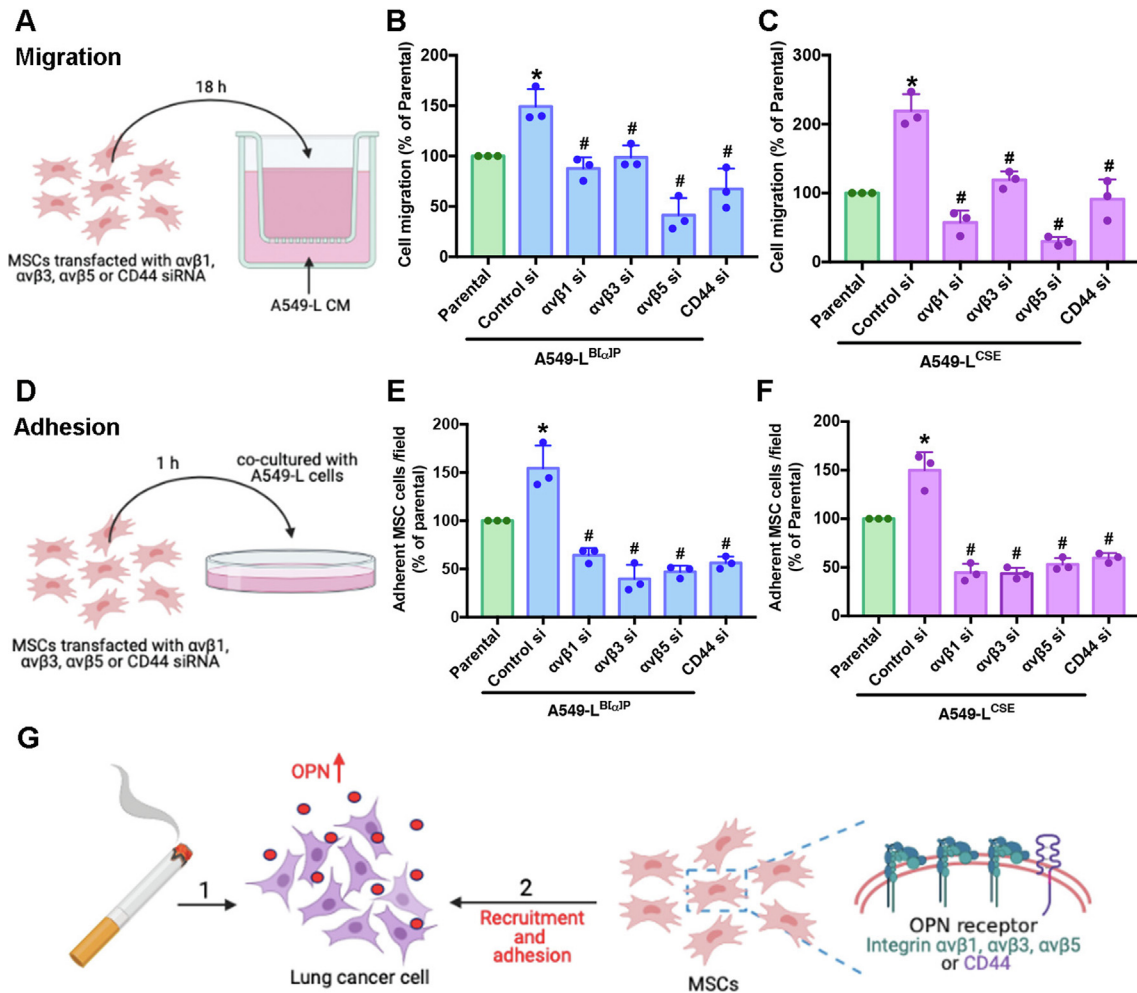 A
Migration
18 h
MSCs transfected with αvβ1,
αvβ3, αvβ5 or CD44 siRNA
A549-L CM
B
Cell migration (% of Parental)
200
150
100
50
0
*
#
#
#
#
Parental
Control si
αvβ1 si
αvβ3 si
αvβ5 si
CD44 si
A549-L^B[α]P
C
Cell migration (% of Parental)
300
200
100
0
*
#
#
#
#
Parental
Control si
αvβ1 si
αvβ3 si
αvβ5 si
CD44 si
A549-L^CSE
D
Adhesion
1 h
co-cultured with
A549-L cells
MSCs transfected with αvβ1,
αvβ3, αvβ5 or CD44 siRNA
E
Adherent MSC cells /field
(% of parental)
200
150
100
50
0
*
#
#
#
#
Parental
Control si
αvβ1 si
αvβ3 si
αvβ5 si
CD44 si
A549-L^B[α]P
F
Adherent MSC cells /field
(% of Parental)
200
150
100
50
0
*
#
#
#
#
Parental
Control si
αvβ1 si
αvβ3 si
αvβ5 si
CD44 si
A549-L^CSE
G
OPN
1
Lung cancer cell
2
Recruitment
and
adhesion
MSCs
OPN receptor
Integrin αvβ1, αvβ3, αvβ5
or CD44